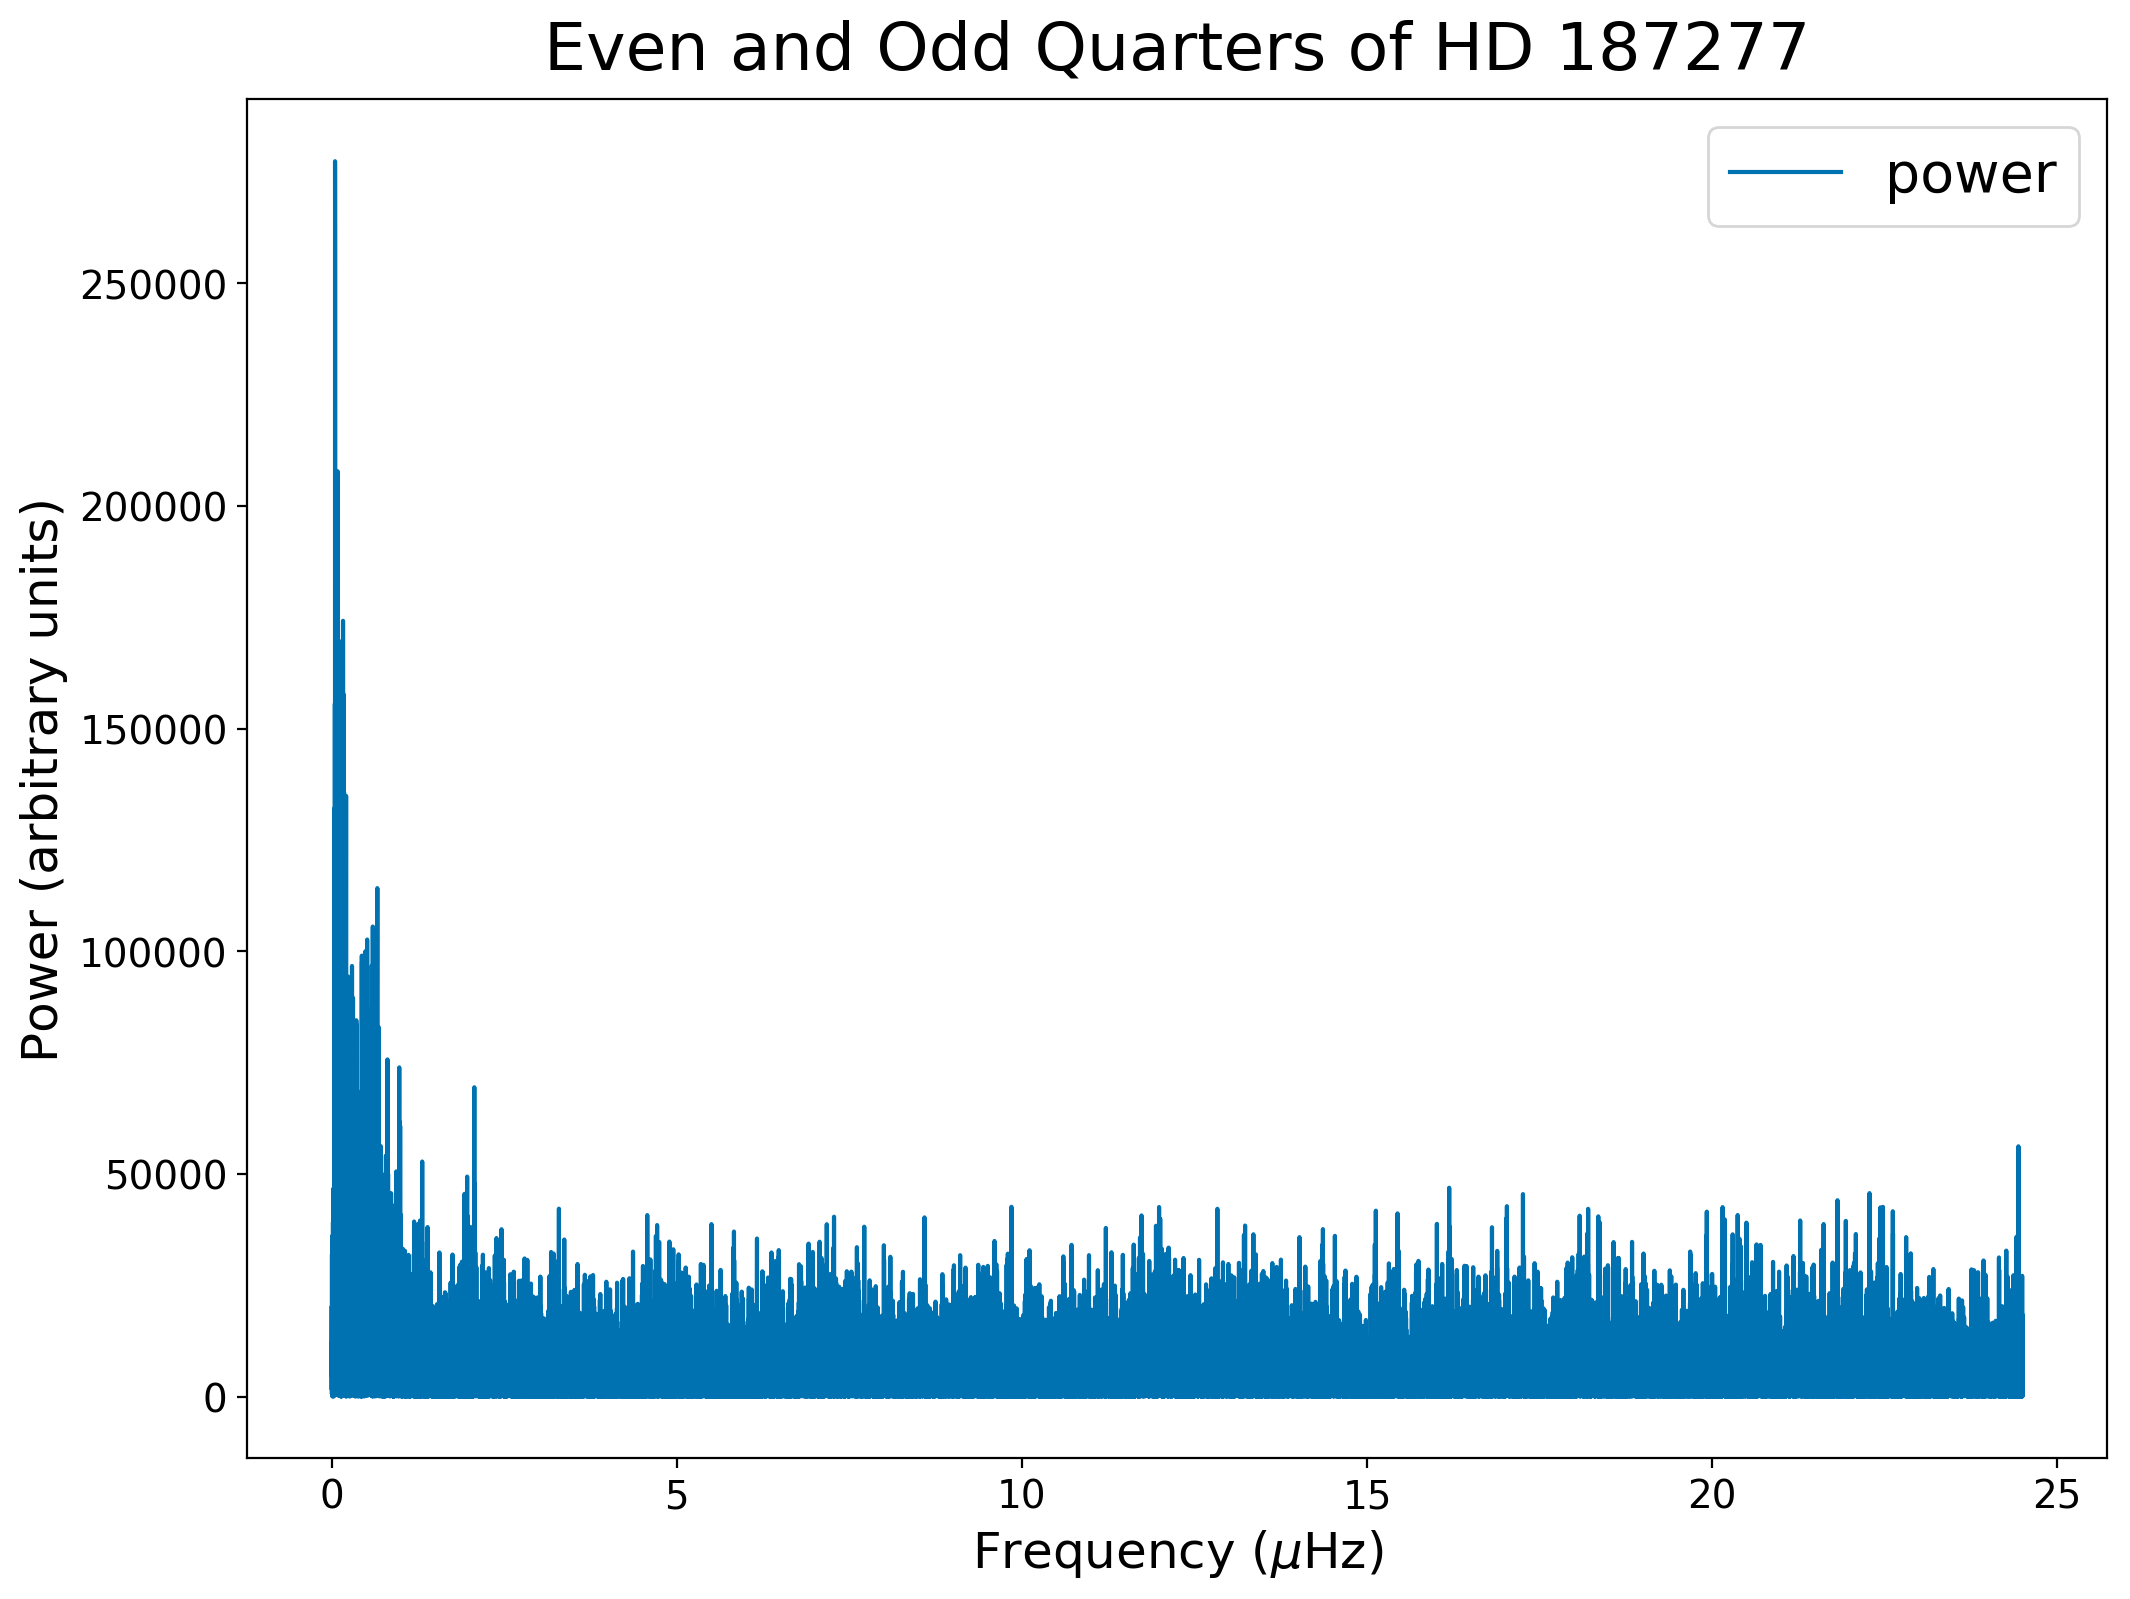 Even and Odd Quarters of HD 187277
power
Power (arbitrary units)
250000
200000
150000
100000
50000
0
0 5 10 15 20 25
Frequency (μHz)